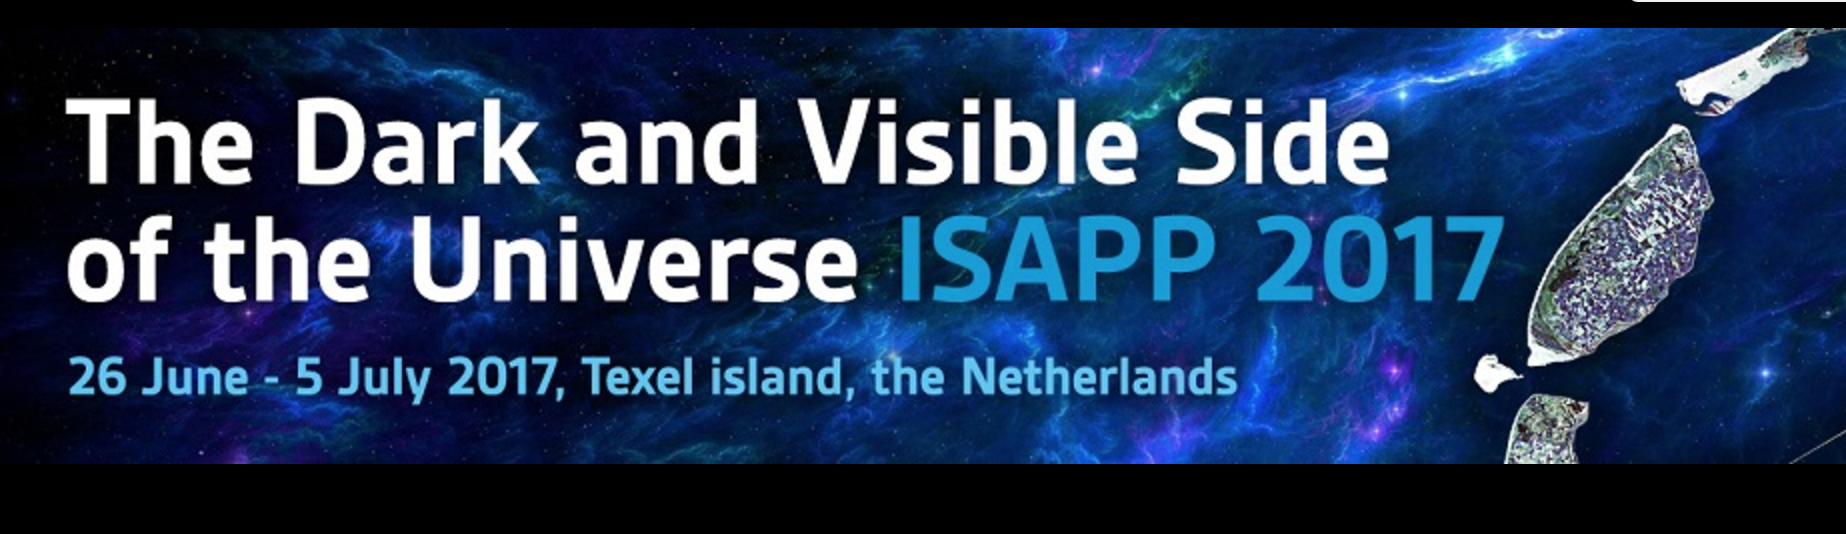 The Dark and Visible Side
of the Universe ISAPP 2017
26 June - 5 July 2017, Texel island, the Netherlands